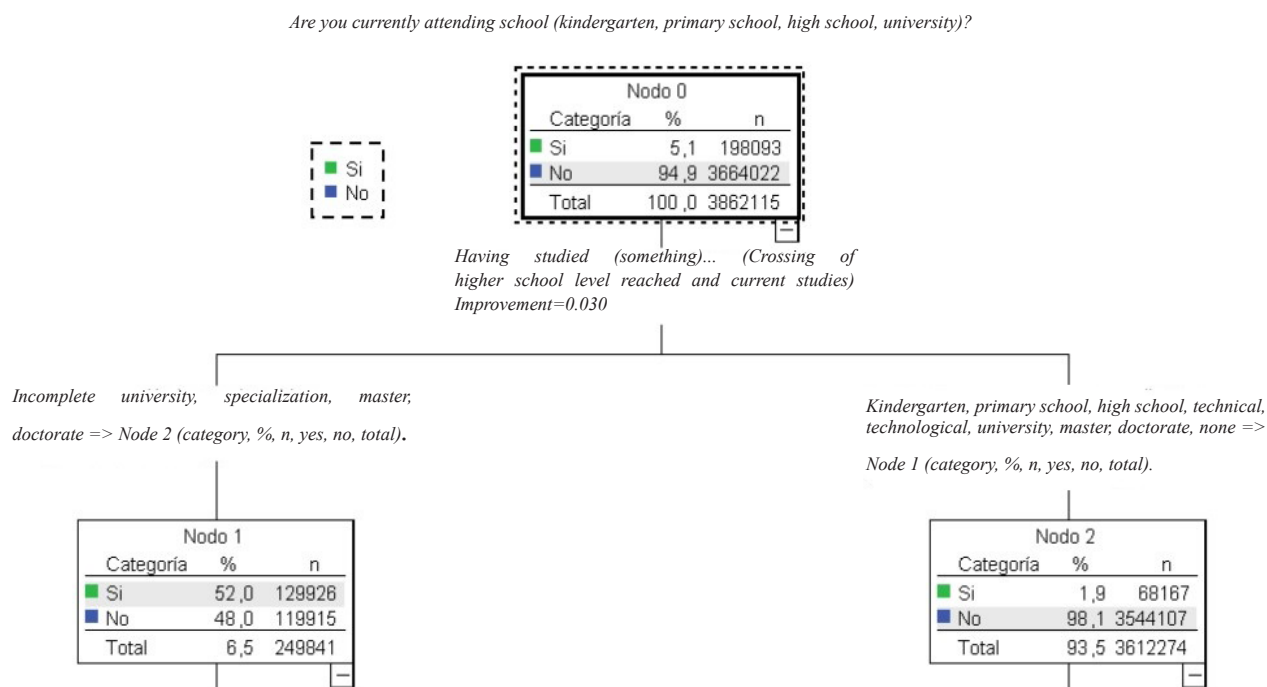 Are you currently attending school (kindergarten, primary school, high school, university)?
Nodo 0
Categoría % n
Si 5,1 198093
No 94,9 3664022
Total 100,0 3862115
Si
No
Having studied (something)... (Crossing of
higher school level reached and current studies)
Improvement=0.030
Incomplete university, specialization, master,
doctorate => Node 2 (category, %, n, yes, no, total).
Kindergarten, primary school, high school, technical,
technological, university, master, doctorate, none =>
Node 1 (category, %, n, yes, no, total).
Nodo 1
Categoría % n
Si 52,0 129926
No 48,0 119915
Total 6,5 249841
Nodo 2
Categoría % n
Si 1,9 68167
No 98,1 3544107
Total 93,5 3612274